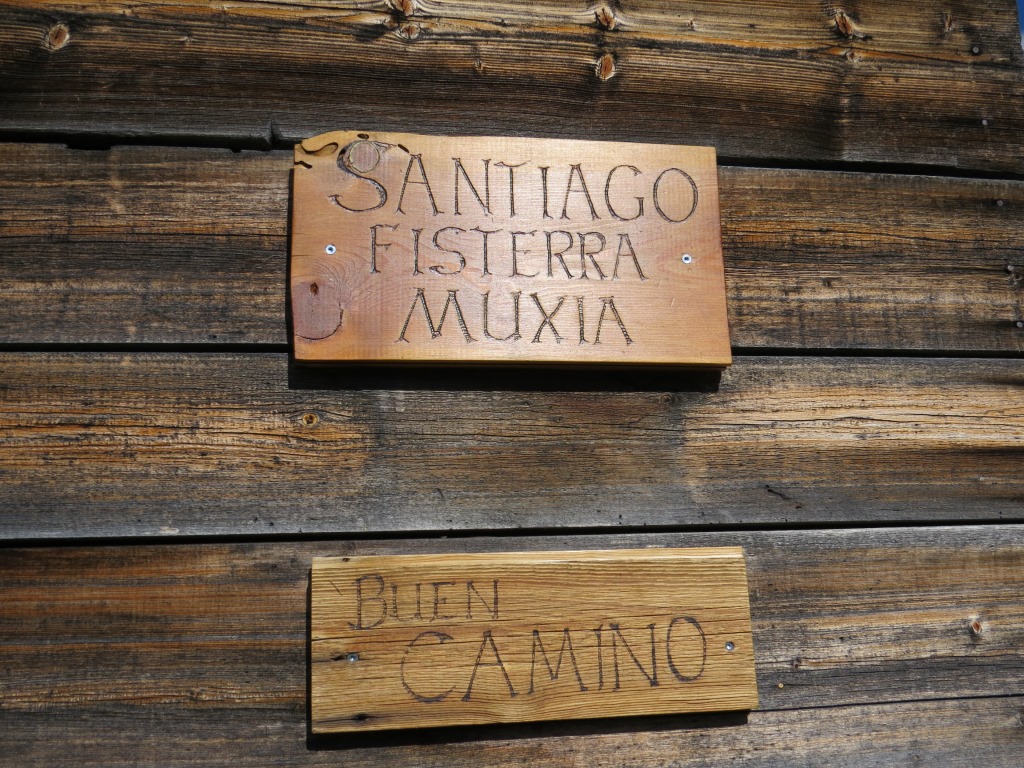 SANTIAGO
FISTERRA
MUXIA
BUEN
CAMINO